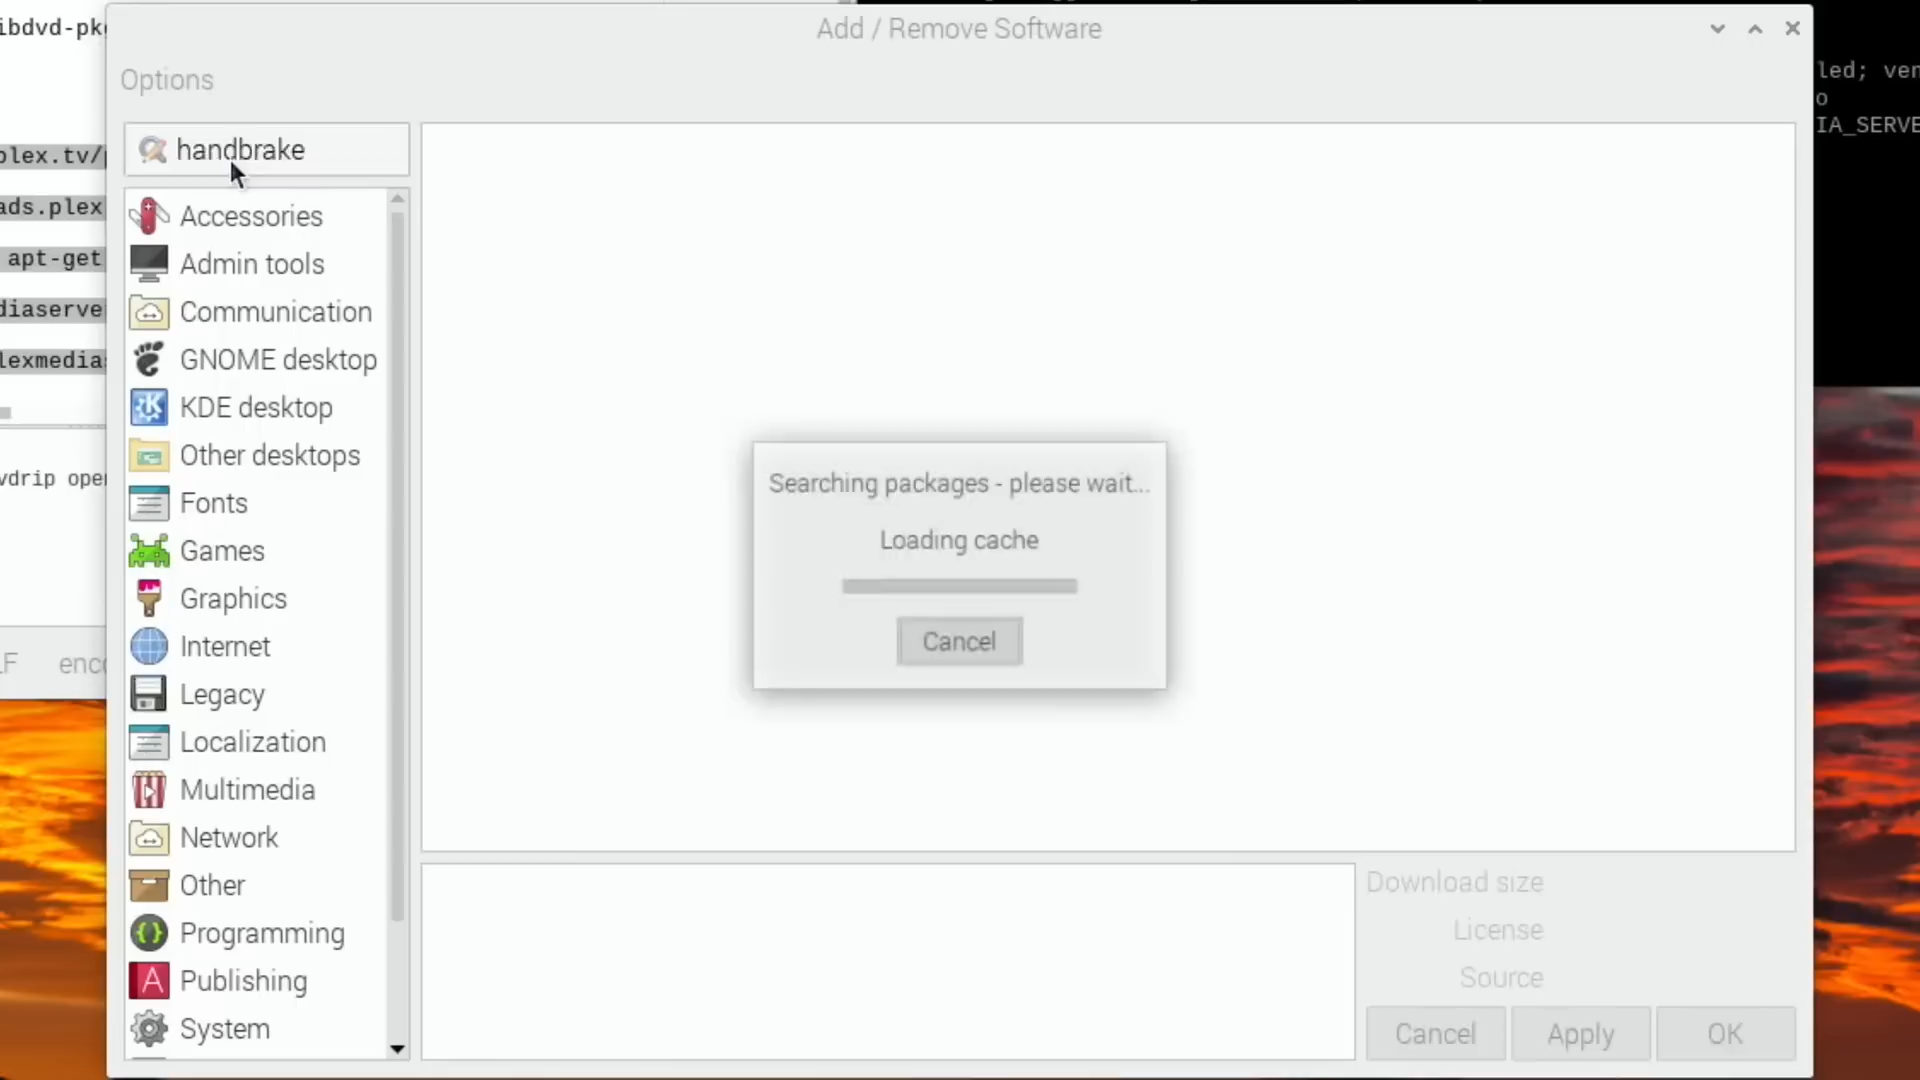 Add / Remove Software
Options
handbrake
Accessories
Admin tools
Communication
GNOME desktop
KDE desktop
Other desktops
Fonts
Games
Graphics
Internet
Legacy
Localization
Multimedia
Network
Other
Programming
Publishing
System
Searching packages - please wait...
Loading cache
Cancel
Download size
License
Source
Cancel
Apply
OK
ibdvd-pk
plex.tv/
ads.plex
apt-get
diaserve
lexmedia
vdrip ope
LF enc
led; ven
o
IA_SERVE